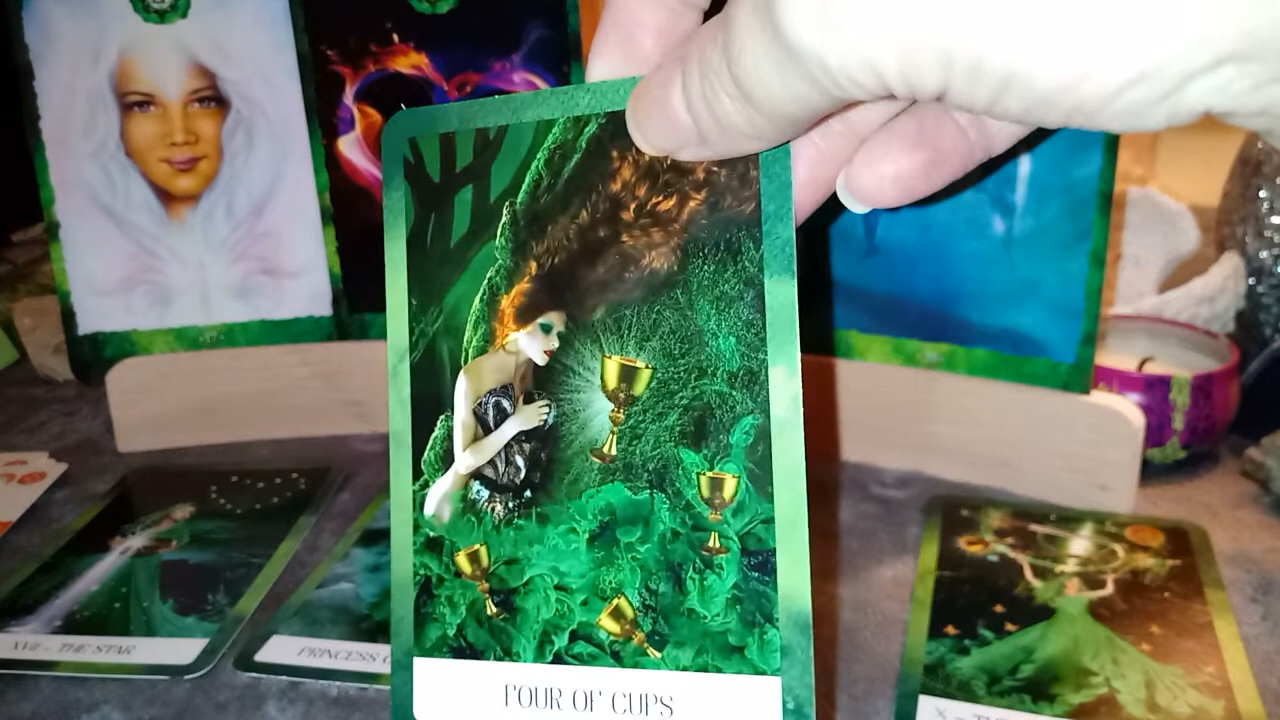 FOUR OF CUPS
XVII - THE STAR
PRINCESS
X -